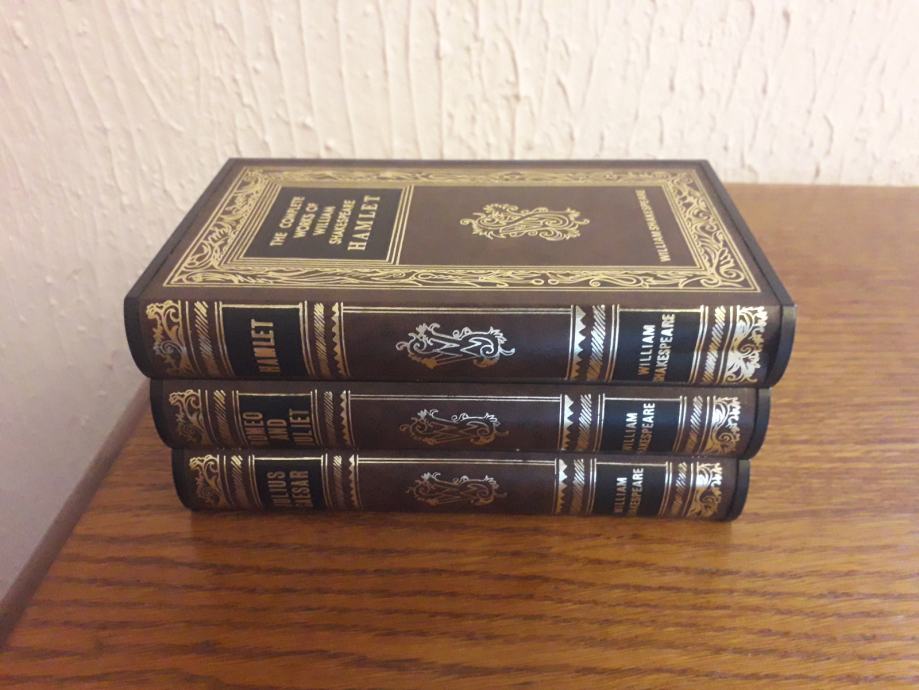 THE COMPLETE
WORKS OF
WILLIAM
SHAKESPEARE
HAMLET
WILLIAM SHAKESPEARE
HAMLET
WILLIAM
SHAKESPEARE
ROMEO
AND
JULIET
WILLIAM
SHAKESPEARE
JULIUS
CAESAR
WILLIAM
SHAKESPEARE